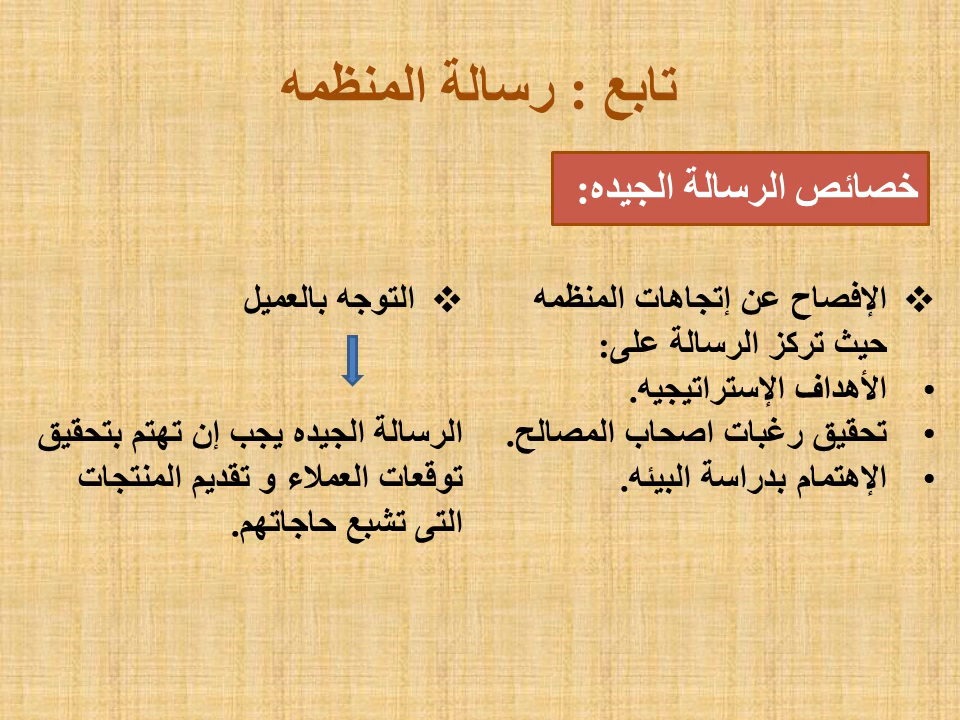 تابع : رسالة المنظمه
خصائص الرسالة الجيده:
❖ الإفصاح عن إتجاهات المنظمه
حيث تركز الرسالة على:
• الأهداف الإستراتيجيه.
• تحقيق رغبات اصحاب المصالح.
• الإهتمام بدراسة البيئه.
❖ التوجه بالعميل
الرسالة الجيده يجب إن تهتم بتحقيق
توقعات العملاء و تقديم المنتجات
التى تشبع حاجاتهم.